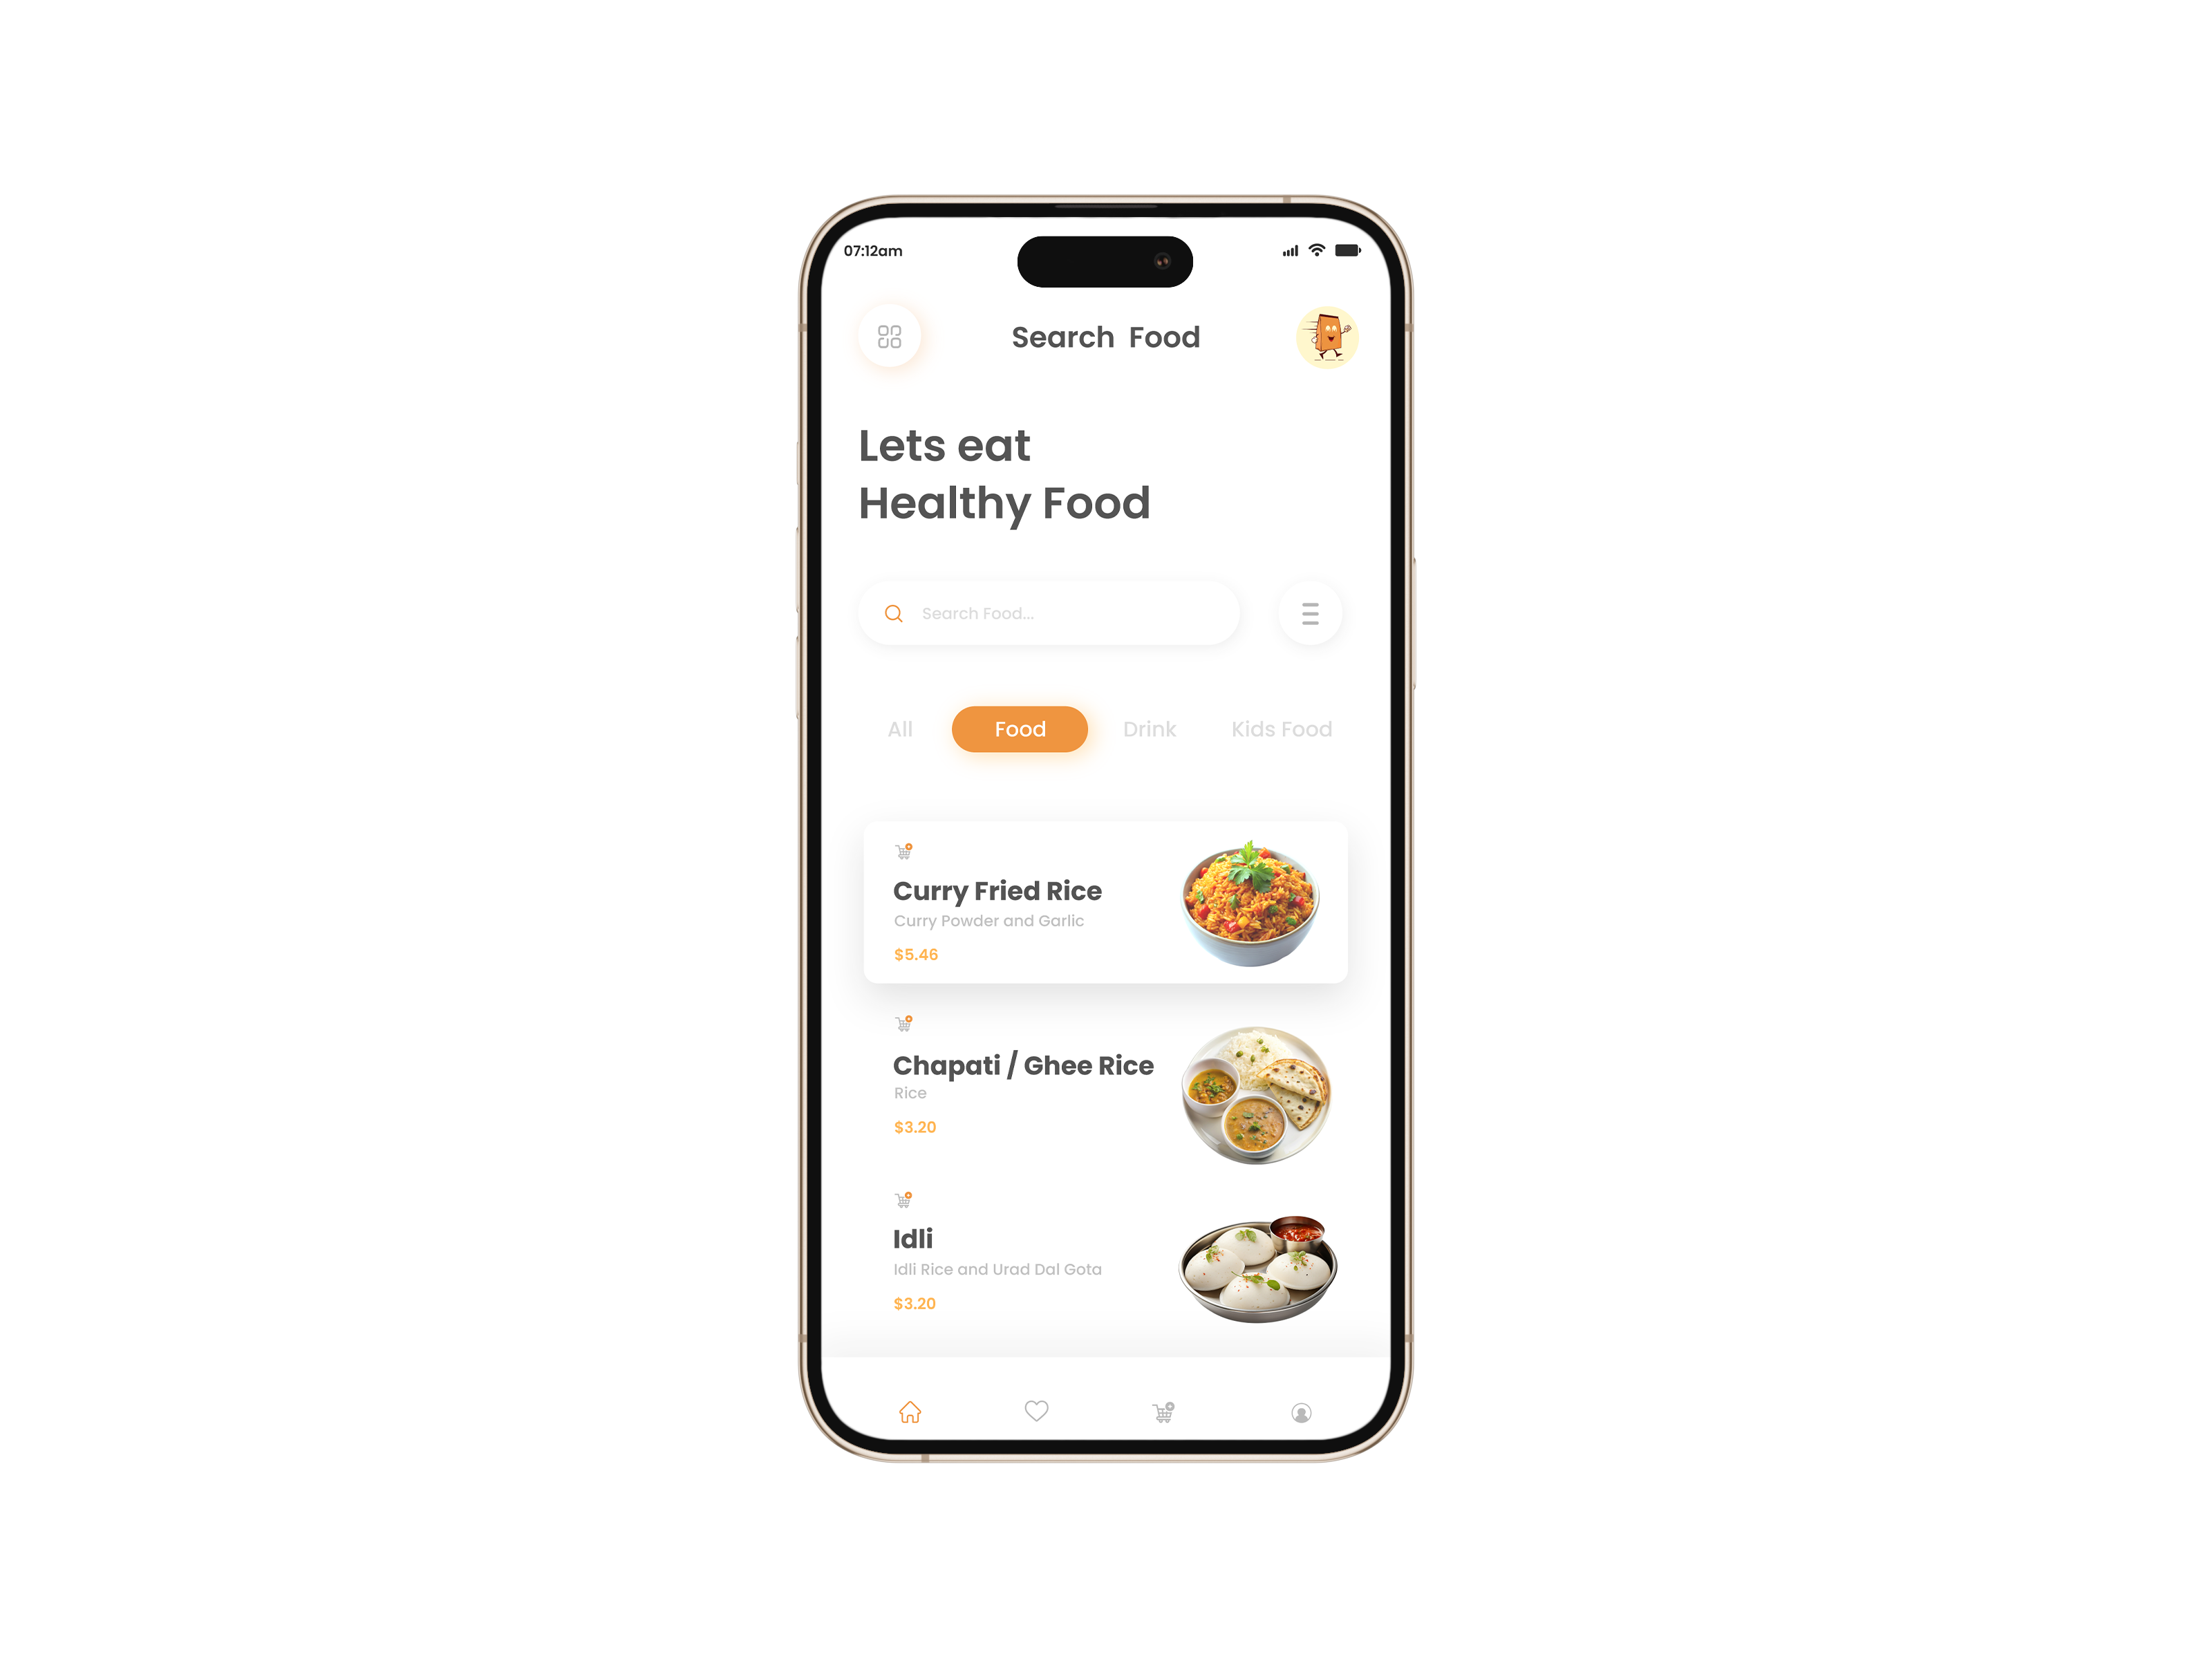 07:12am
Search Food
Lets eat
Healthy Food
Search Food...
All Food Drink Kids Food
Curry Fried Rice
Curry Powder and Garlic
$5.46
Chapati / Ghee Rice
Rice
$3.20
Idli
Idli Rice and Urad Dal Gota
$3.20